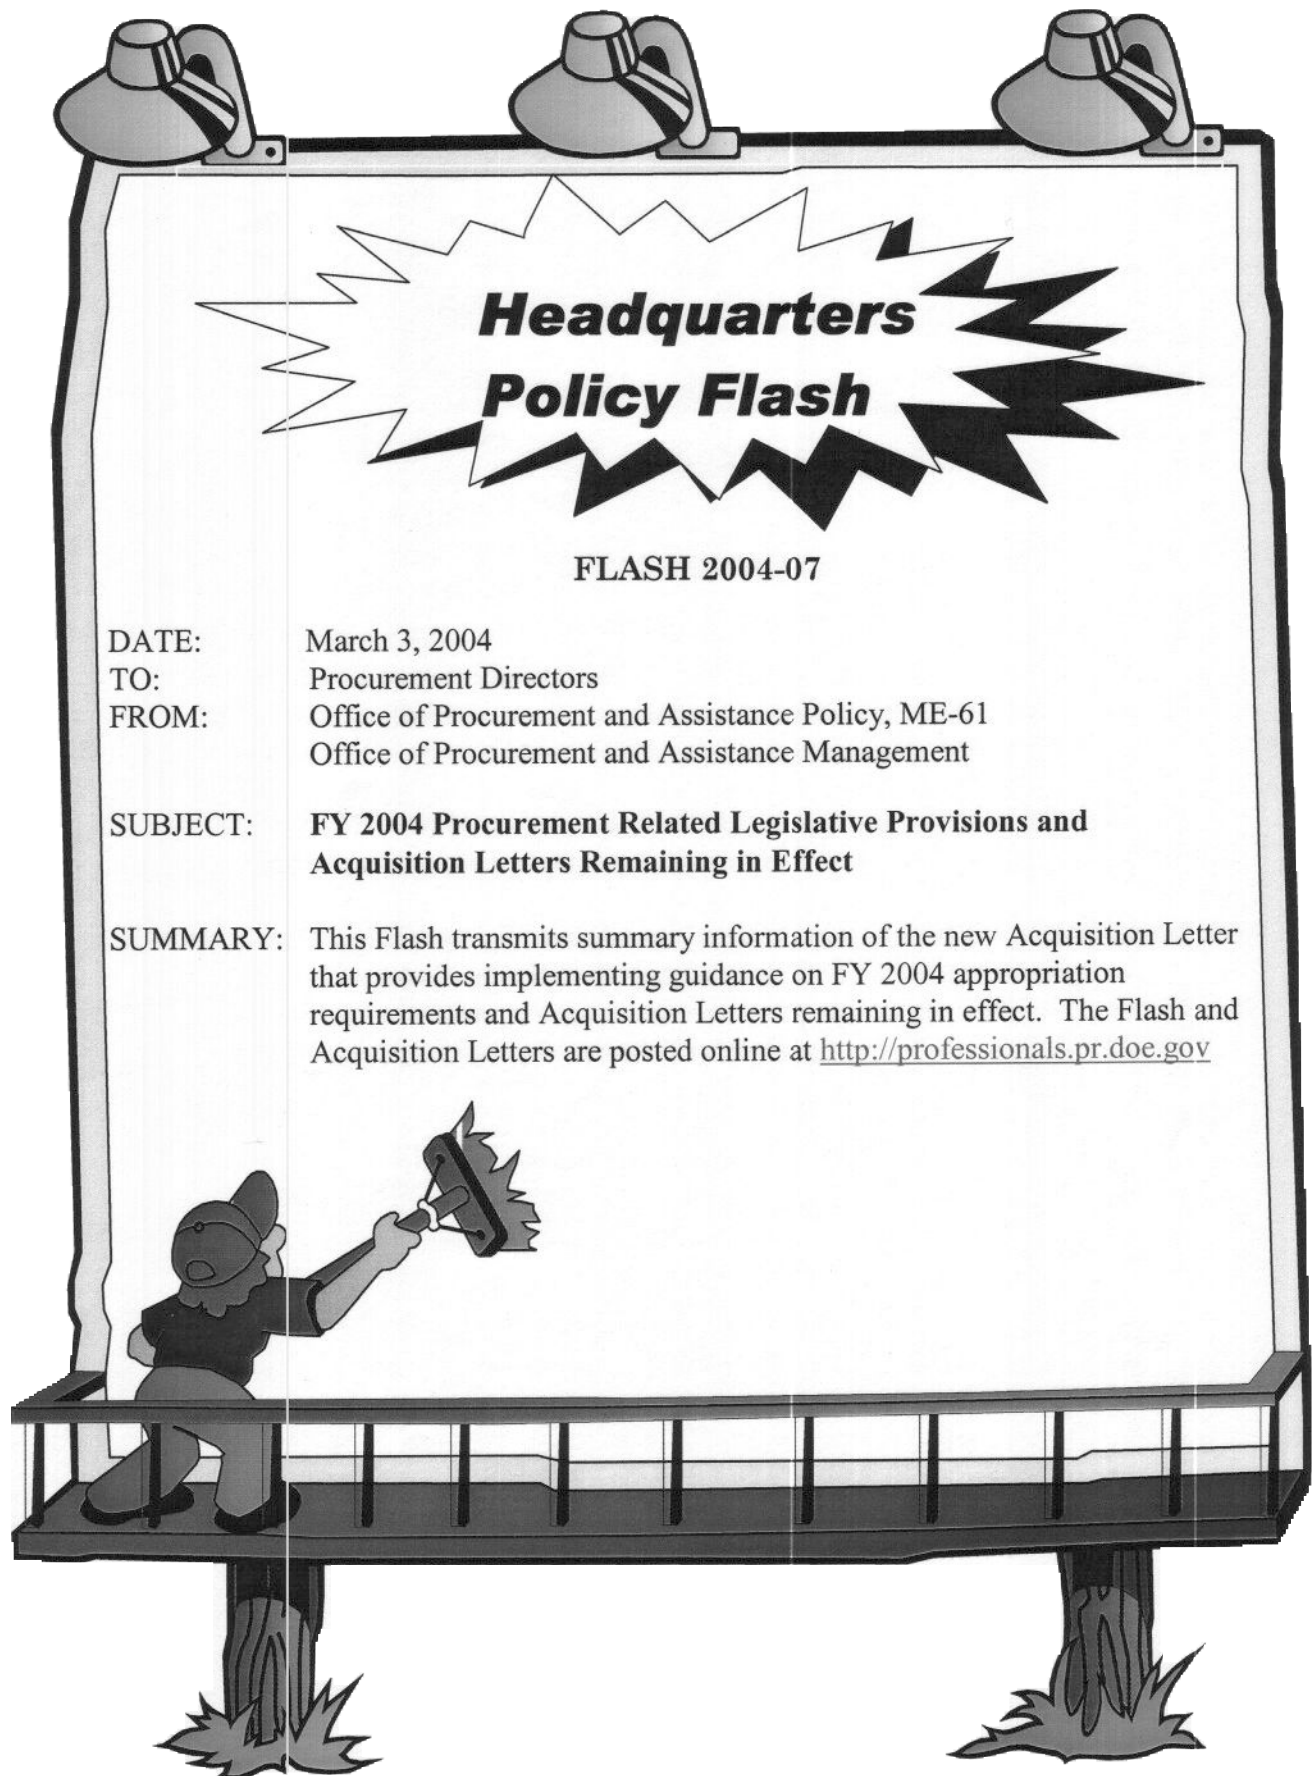 Headquarters
Policy Flash
FLASH 2004-07
DATE: March 3, 2004
TO: Procurement Directors
FROM: Office of Procurement and Assistance Policy, ME-61
Office of Procurement and Assistance Management
SUBJECT: FY 2004 Procurement Related Legislative Provisions and
Acquisition Letters Remaining in Effect
SUMMARY: This Flash transmits summary information of the new Acquisition Letter
that provides implementing guidance on FY 2004 appropriation
requirements and Acquisition Letters remaining in effect. The Flash and
Acquisition Letters are posted online at http://professionals.pr.doe.gov